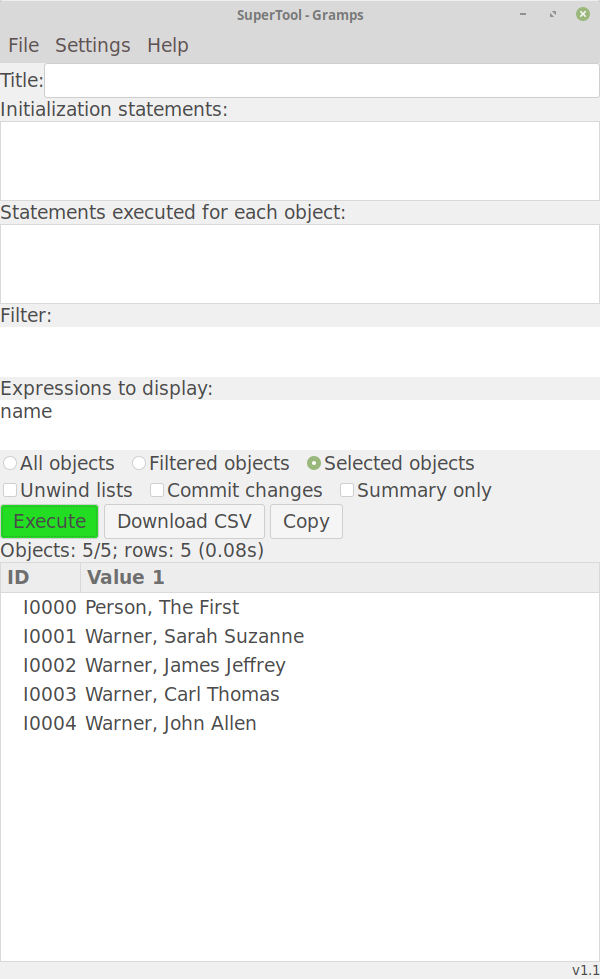 SuperTool - Gramps
File Settings Help
Title:
Initialization statements:
Statements executed for each object:
Filter:
Expressions to display:
name
All objects Filtered objects Selected objects
Unwind lists Commit changes Summary only
Execute Download CSV Copy
Objects: 5/5; rows: 5 (0.08s)
ID Value 1
I0000 Person, The First
I0001 Warner, Sarah Suzanne
I0002 Warner, James Jeffrey
I0003 Warner, Carl Thomas
I0004 Warner, John Allen
v1.1